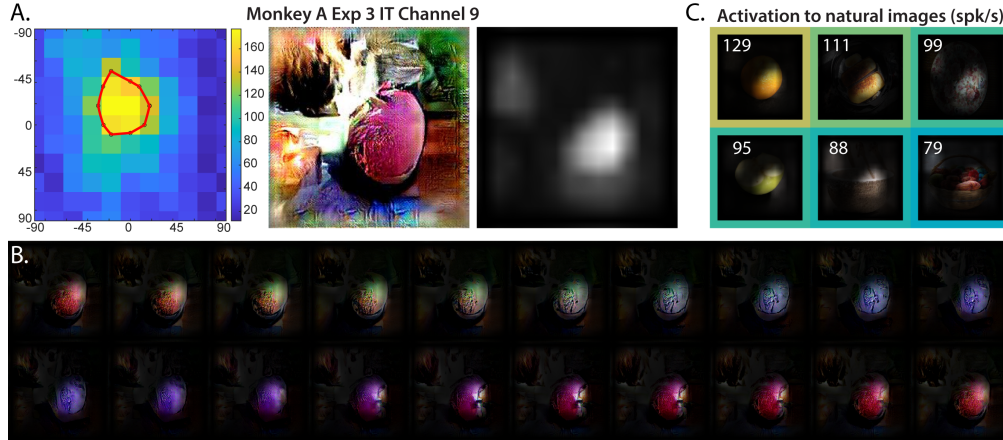 A.
Monkey A Exp 3 IT Channel 9
C. Activation to natural images (spk/s)
-90
-45
0
45
90
-90 -45 0 45 90
160
140
120
100
80
60
40
20
129 111 99
95 88 79
B.